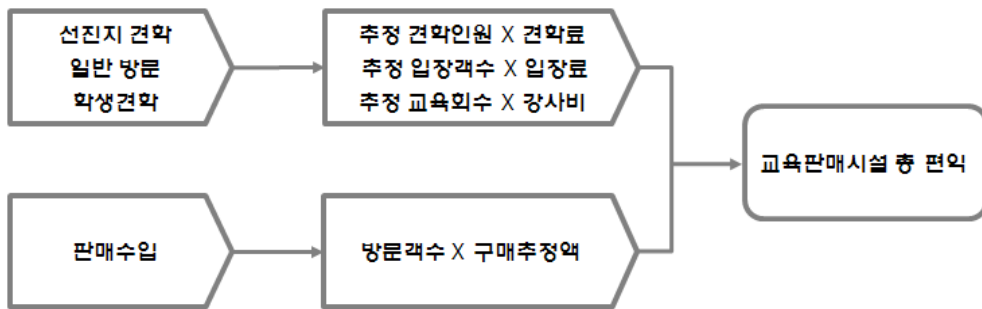 선진지 견학
일반 방문
학생견학
추정 견학인원 X 견학료
추정 입장객수 X 입장료
추정 교육회수 X 강사비
교육판매시설 총 편익
판매수입
방문객수 X 구매추정액